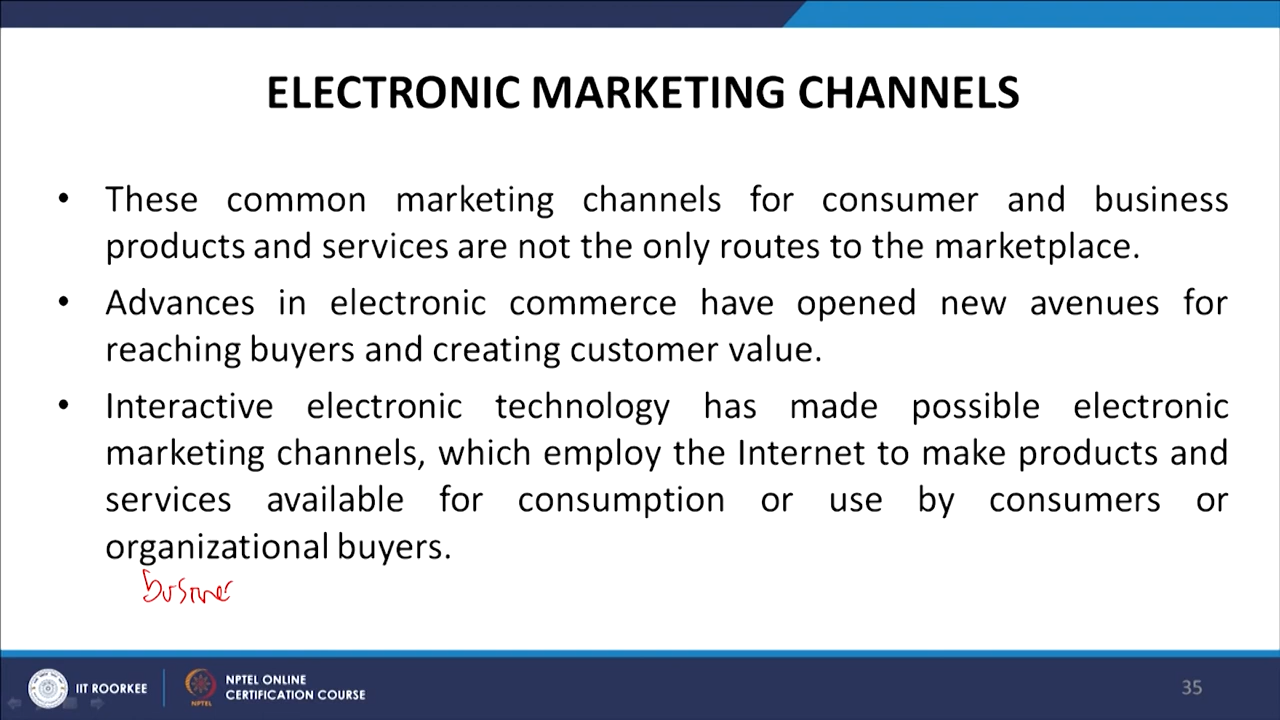 ELECTRONIC MARKETING CHANNELS
• These common marketing channels for consumer and business
products and services are not the only routes to the marketplace.
• Advances in electronic commerce have opened new avenues for
reaching buyers and creating customer value.
• Interactive electronic technology has made possible electronic
marketing channels, which employ the Internet to make products and
services available for consumption or use by consumers or
organizational buyers.
busine
IIT ROORKEE
NPTEL
NPTEL ONLINE
CERTIFICATION COURSE
35